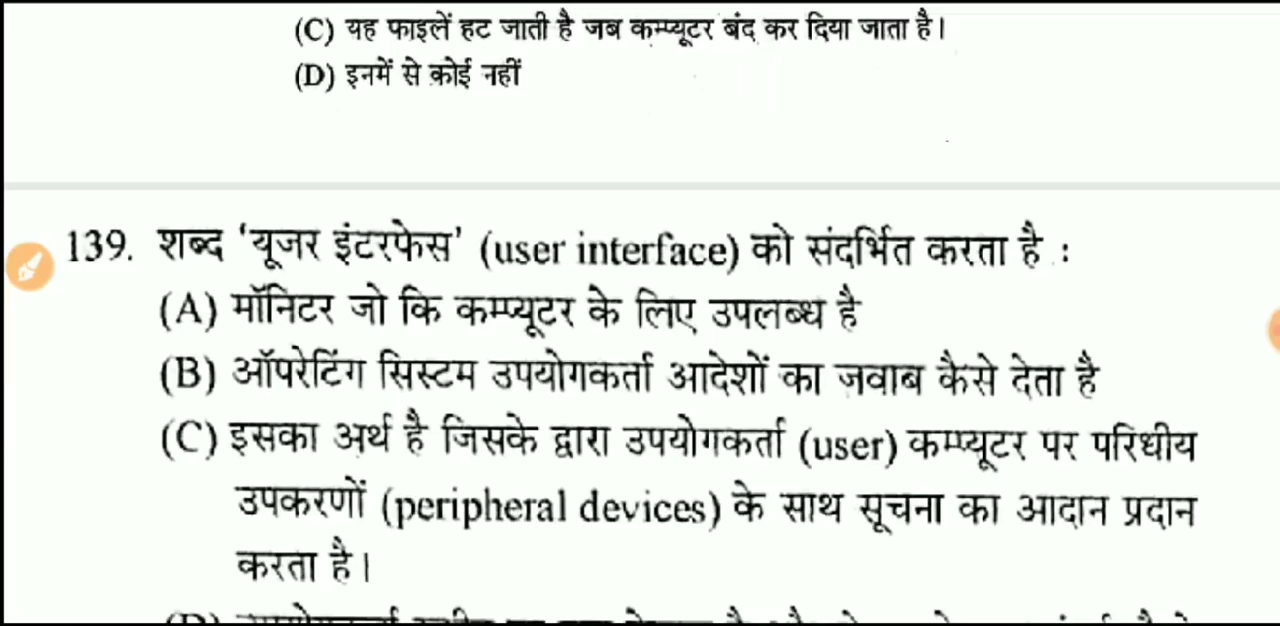 (C) यह फाइलें हट जाती है जब कम्प्यूटर बंद कर दिया जाता है।
(D) इनमें से कोई नहीं
139. शब्द ‘यूजर इंटरफेस’ (user interface) को संदर्भित करता है :
(A) मॉनिटर जो कि कम्प्यूटर के लिए उपलब्ध है
(B) ऑपरेटिंग सिस्टम उपयोगकर्ता आदेशों का जवाब कैसे देता है
(C) इसका अर्थ है जिसके द्वारा उपयोगकर्ता (user) कम्प्यूटर पर परिधीय
उपकरणों (peripheral devices) के साथ सूचना का आदान प्रदान
करता है।